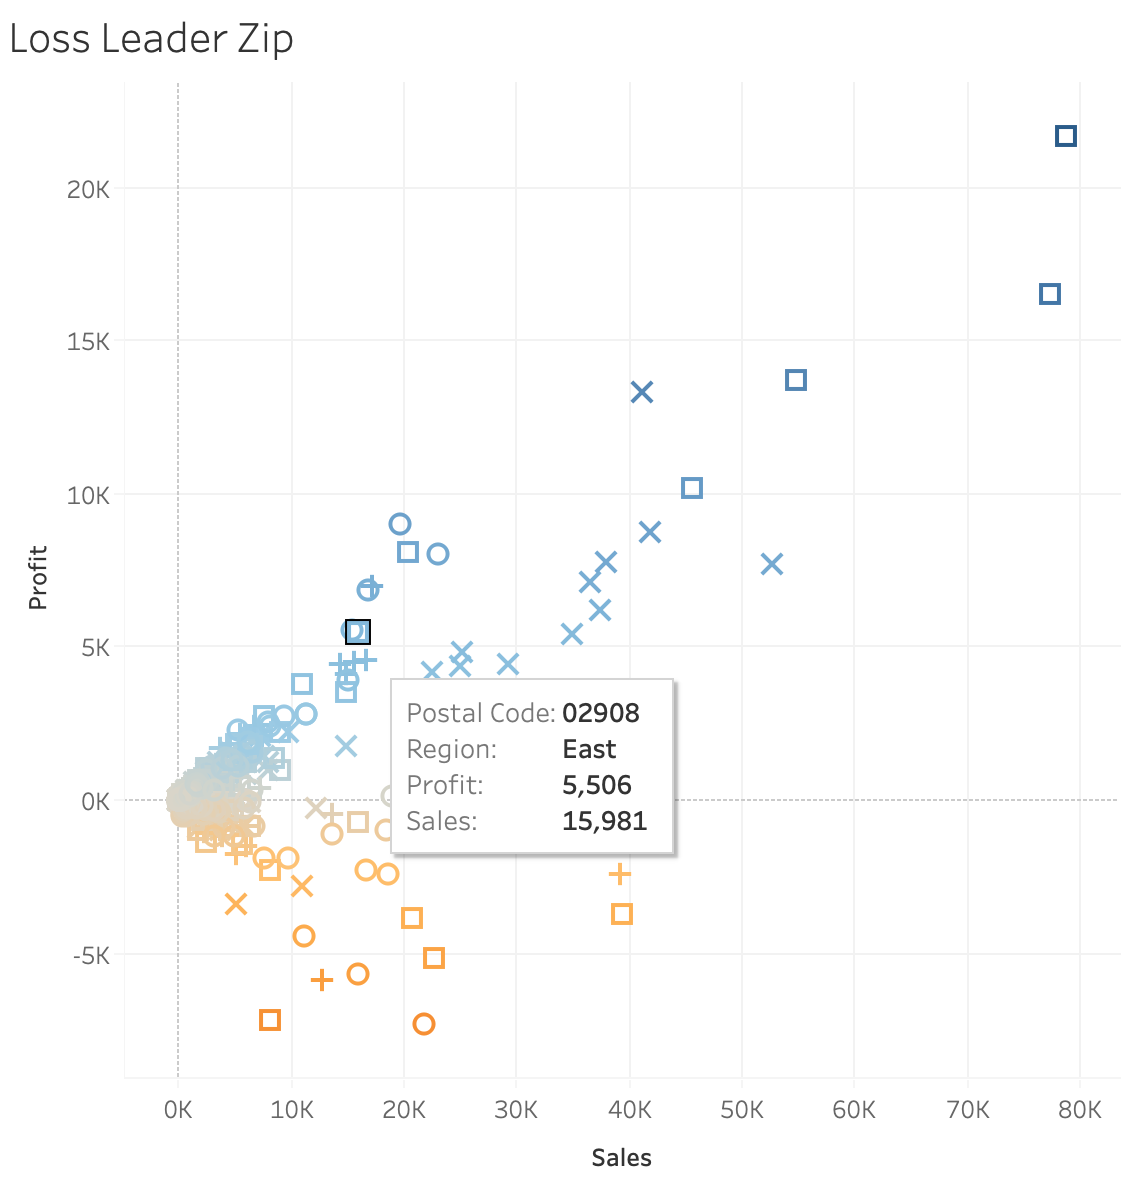 Loss Leader Zip
20K
15K
10K
5K
0K
-5K
Profit
Postal Code: 02908
Region: East
Profit: 5,506
Sales: 15,981
0K 10K 20K 30K 40K 50K 60K 70K 80K
Sales